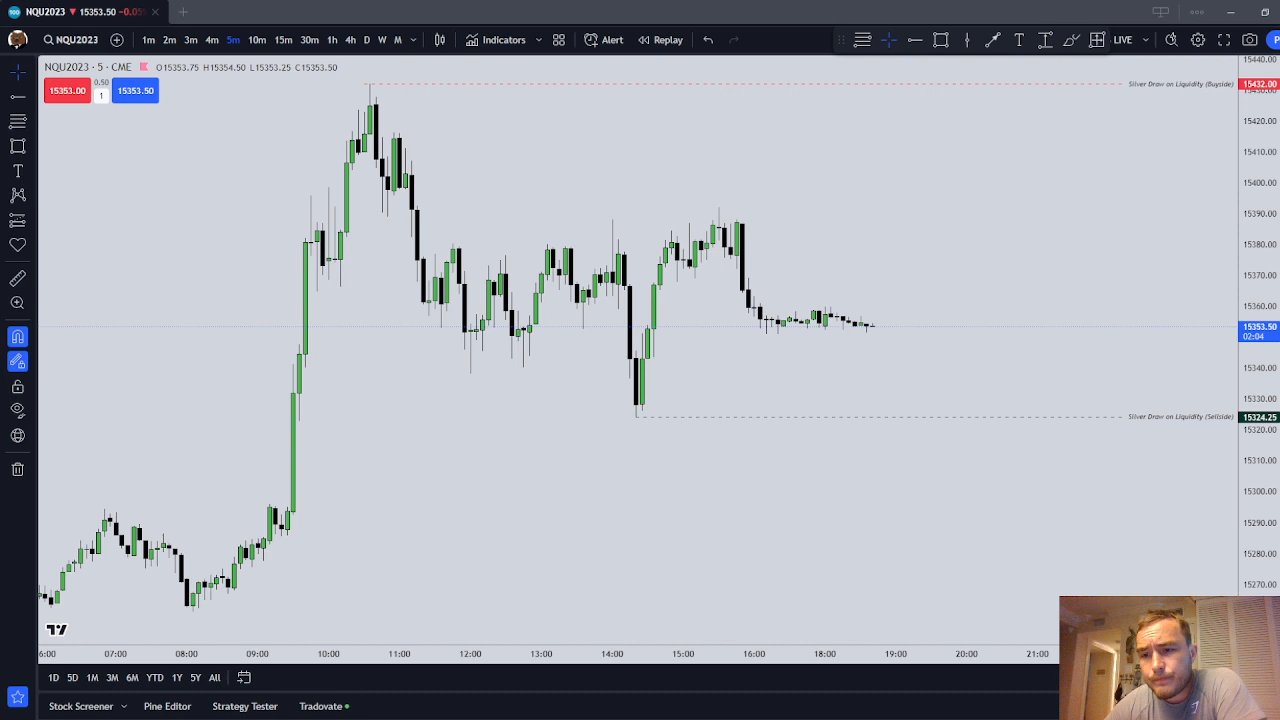 NQU2023 ▼ 15353.50 -0.05
NQU2023 1m 2m 3m 4m 5m 10m 15m 30m 1h 4h D W M Indicators Alert Replay LIVE
NQU2023 · 5 · CME O15353.75 H15354.50 L15353.25 C15353.50
15353.00 0.50 1 15353.50
Silver Draw on Liquidity (Buyside) 15432.00
Silver Draw on Liquidity (Sellside) 15324.25
15440.00
15430.00
15420.00
15410.00
15400.00
15390.00
15380.00
15370.00
15360.00
15353.50
02:04
15340.00
15330.00
15320.00
15310.00
15300.00
15290.00
15280.00
15270.00
6:00 07:00 08:00 09:00 10:00 11:00 12:00 13:00 14:00 15:00 16:00 17:00 18:00 19:00 20:00 21:00
1D 5D 1M 3M 6M YTD 1Y 5Y All
Stock Screener Pine Editor Strategy Tester Tradovate